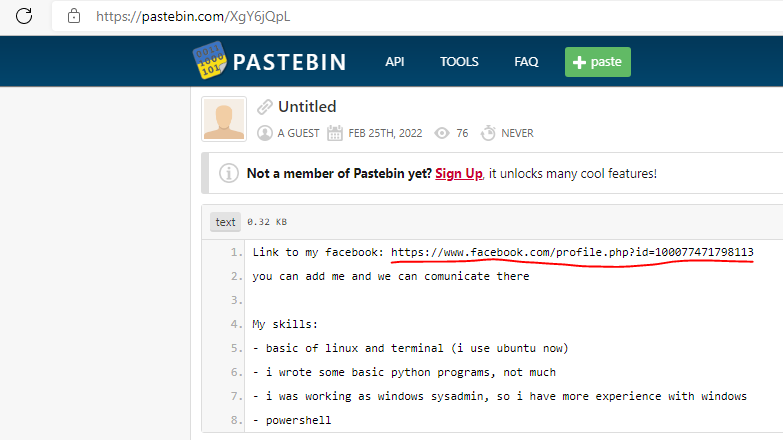 https://pastebin.com/XgY6jQpL
PASTEBIN API TOOLS FAQ + paste
Untitled
A GUEST FEB 25TH, 2022 76 NEVER
Not a member of Pastebin yet? Sign Up, it unlocks many cool features!
text 0.32 KB
1. Link to my facebook: https://www.facebook.com/profile.php?id=100077471798113
2. you can add me and we can comunicate there
3.
4. My skills:
5. - basic of linux and terminal (i use ubuntu now)
6. - i wrote some basic python programs, not much
7. - i was working as windows sysadmin, so i have more experience with windows
8. - powershell